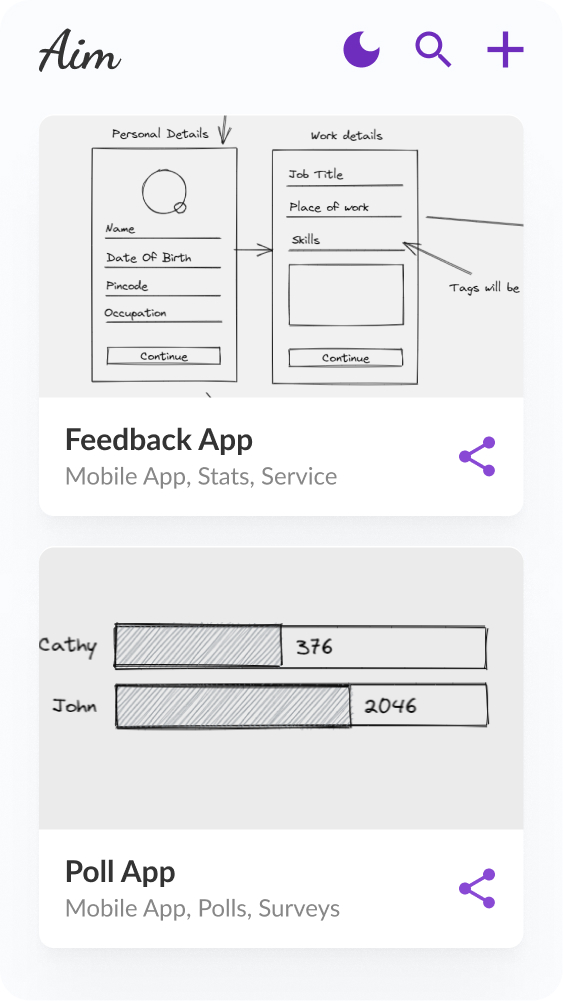 Aim
Personal Details
Work details
Job Title
Place of work
Name
Skills
Date Of Birth
Pincode
Tags will be
Occupation
Continue
Continue
Feedback App
Mobile App, Stats, Service
Cathy
376
John
2046
Poll App
Mobile App, Polls, Surveys